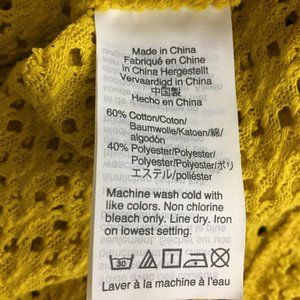 Made in China
Fabriqué en Chine
In China Hergestellt
Vervaardigd in China
中国製
Hecho en China
60% Cotton/Coton/
Baumwolle/Katoen/綿/
algodón
40% Polyester/Polyester/
Polyester/Polyester/ポリ
エステル/poliéster
Machine wash cold with
like colors. Non chlorine
bleach only. Line dry. Iron
on lowest setting.
30
Laver à la machine à l'eau